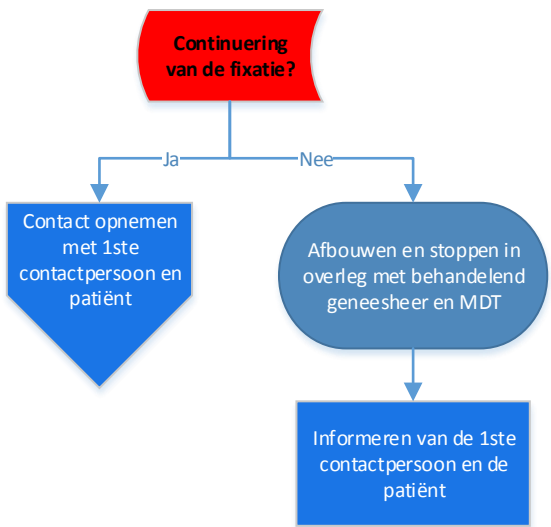 Continuering
van de fixatie?
Ja
Nee
Contact opnemen
met 1ste
contactpersoon en
patiënt
Afbouwen en stoppen in
overleg met behandelend
geneesheer en MDT
Informeren van de 1ste
contactpersoon en de
patiënt